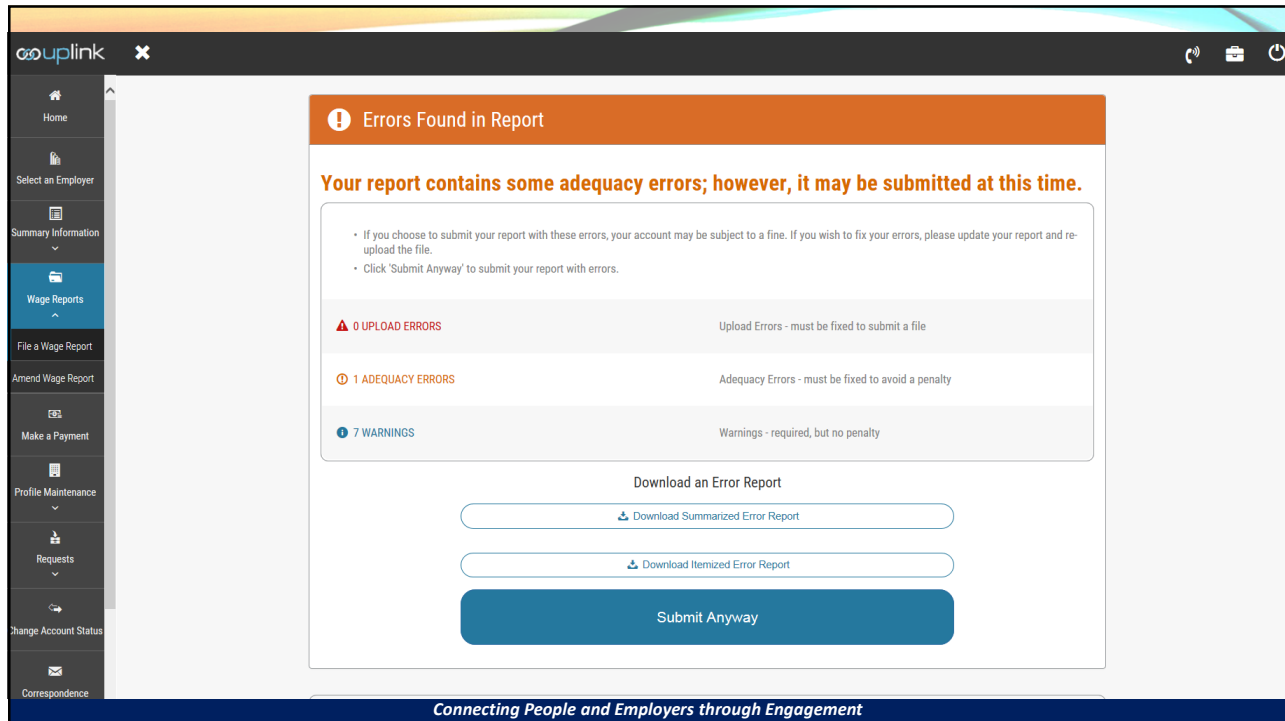 uplink
Home
Select an Employer
Summary Information
Wage Reports
File a Wage Report
Amend Wage Report
Make a Payment
Profile Maintenance
Requests
Change Account Status
Correspondence
Errors Found in Report
Your report contains some adequacy errors; however, it may be submitted at this time.
• If you choose to submit your report with these errors, your account may be subject to a fine. If you wish to fix your errors, please update your report and re-
upload the file.
• Click 'Submit Anyway' to submit your report with errors.
0 UPLOAD ERRORS Upload Errors - must be fixed to submit a file
1 ADEQUACY ERRORS Adequacy Errors - must be fixed to avoid a penalty
7 WARNINGS Warnings - required, but no penalty
Download an Error Report
Download Summarized Error Report
Download Itemized Error Report
Submit Anyway
Connecting People and Employers through Engagement